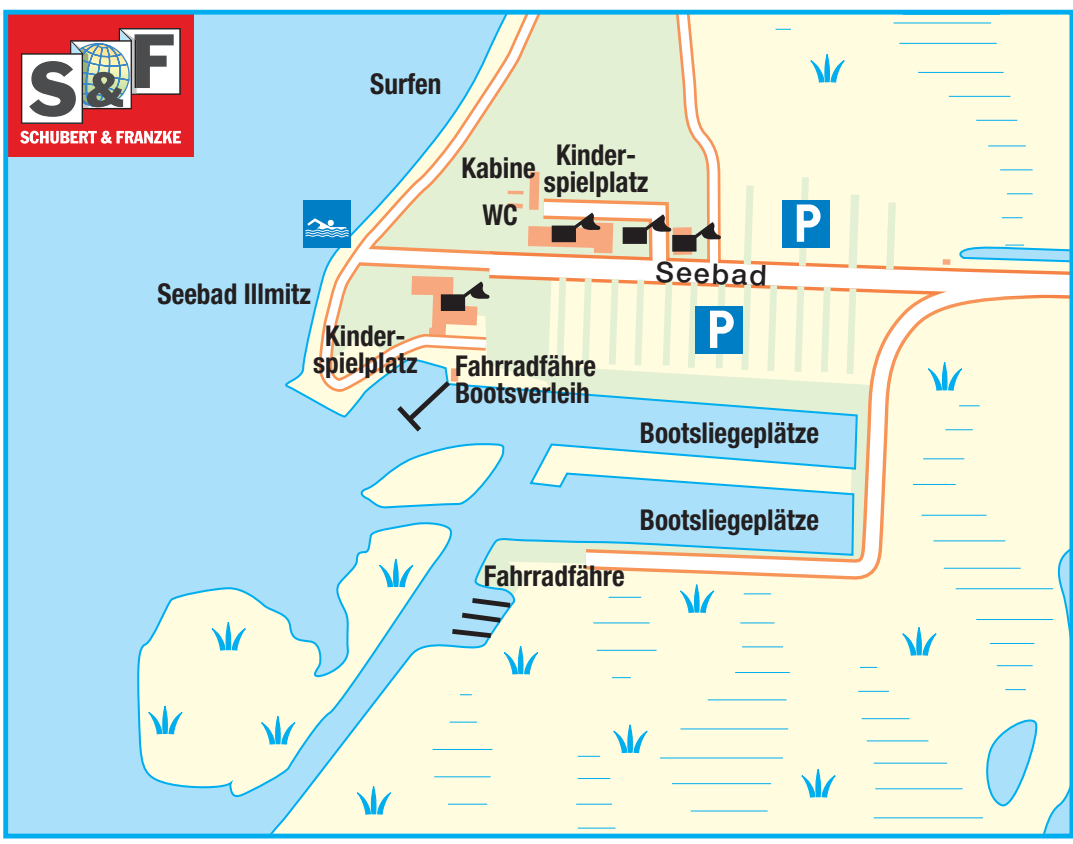 S&F
SCHUBERT & FRANZKE
Surfen
Kabine
Kinder-
spielplatz
WC
P
Seebad
Seebad Illmitz
P
Kinder-
spielplatz
Fahrradfähre
Bootsverleih
Bootsliegeplätze
Bootsliegeplätze
Fahrradfähre